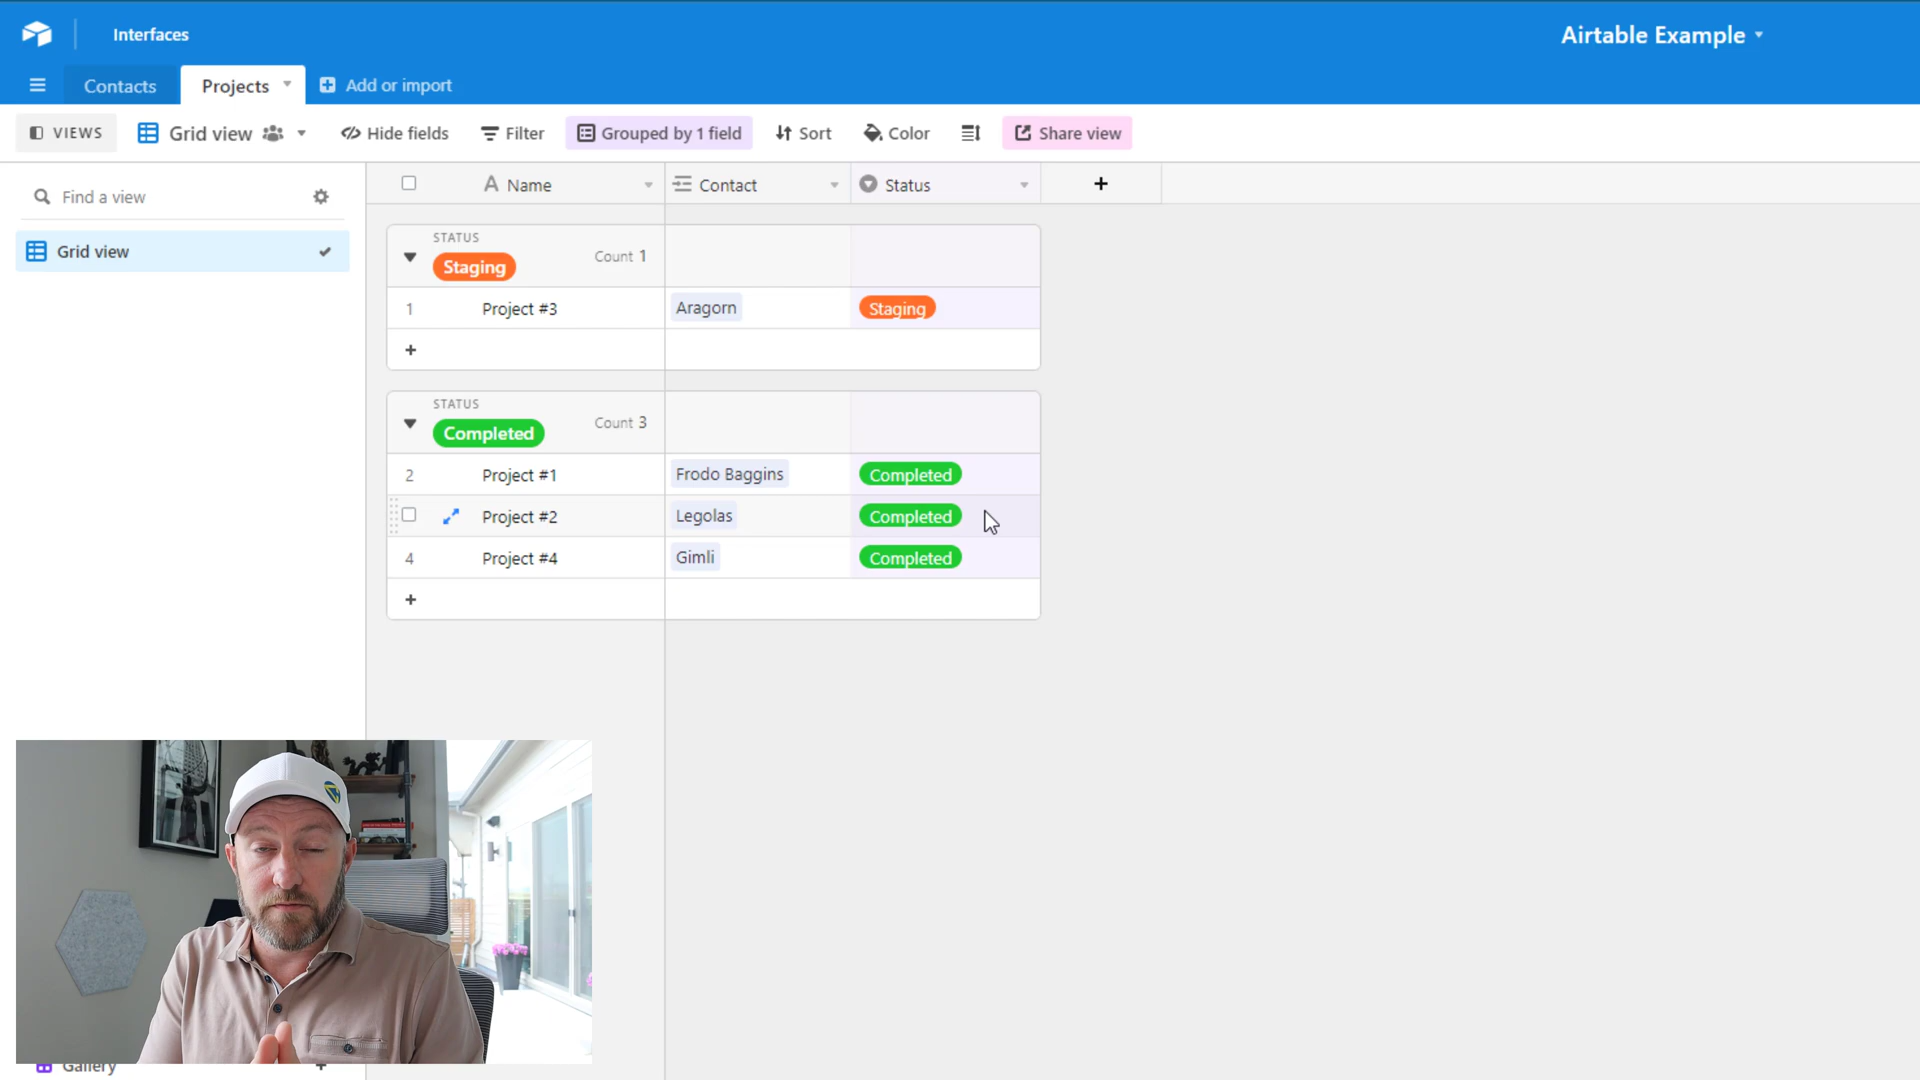 Interfaces
Airtable Example
Contacts
Projects
Add or import
VIEWS
Grid view
Hide fields
Filter
Grouped by 1 field
Sort
Color
Share view
Find a view
Grid view
Name
Contact
Status
STATUS
Staging
Count 1
1 Project #3 Aragorn Staging
+
STATUS
Completed
Count 3
2 Project #1 Frodo Baggins Completed
Project #2 Legolas Completed
4 Project #4 Gimli Completed
+
Gallery